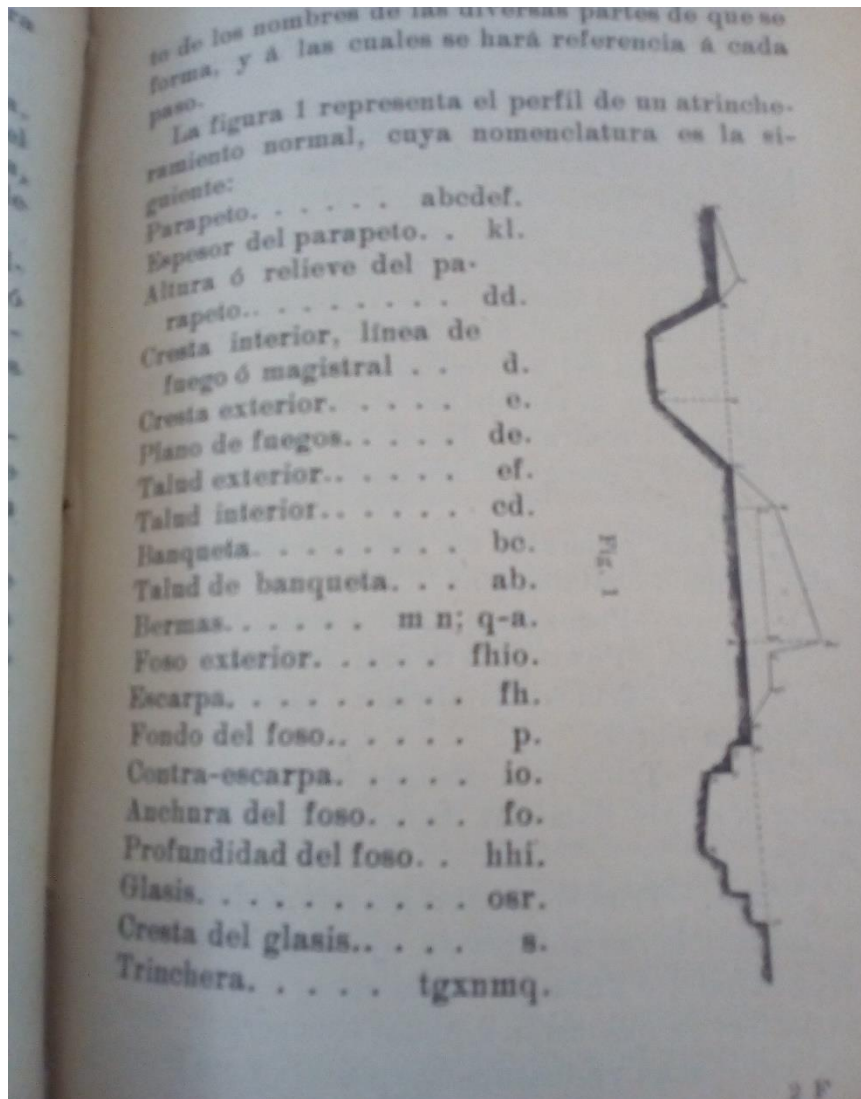 to de los nombres de las diversas partes de que se
forma, y á las cuales se hará referencia á cada
paso.
La figura 1 representa el perfil de un atrinche-
ramiento normal, cuya nomenclatura es la si-
guiente:
Parapeto. . . . . . abcdef.
Espesor del parapeto. . kl.
Altura ó relieve del pa-
rapeto.. . . . . . . . dd.
Cresta interior, línea de
fuego ó magistral . . d.
Cresta exterior. . . . . e.
Plano de fuegos. . . . . de.
Talud exterior.. . . . . ef.
Talud interior.. . . . . . cd.
Banqueta. . . . . . . . bc.
Talud de banqueta. . . ab.
Bermas. . . . . . m n; q-a.
Foso exterior. . . . . fhio.
Escarpa. . . . . . . . . fh.
Fondo del foso.. . . . . p.
Contra-escarpa. . . . . io.
Anchura del foso. . . . fo.
Profundidad del foso. . hhi.
Glasis. . . . . . . . . . osr.
Cresta del glasis.. . . . s.
Trinchera. . . . . tgxnmq.
Fig. 1
2 F